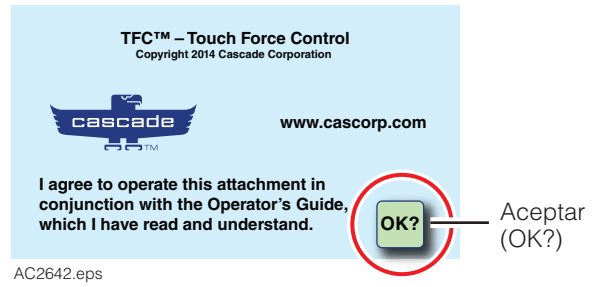 TFC™ – Touch Force Control
Copyright 2014 Cascade Corporation
cascade
TM
www.cascorp.com
I agree to operate this attachment in
conjunction with the Operator's Guide,
which I have read and understand.
OK?
Aceptar
(OK?)
AC2642.eps